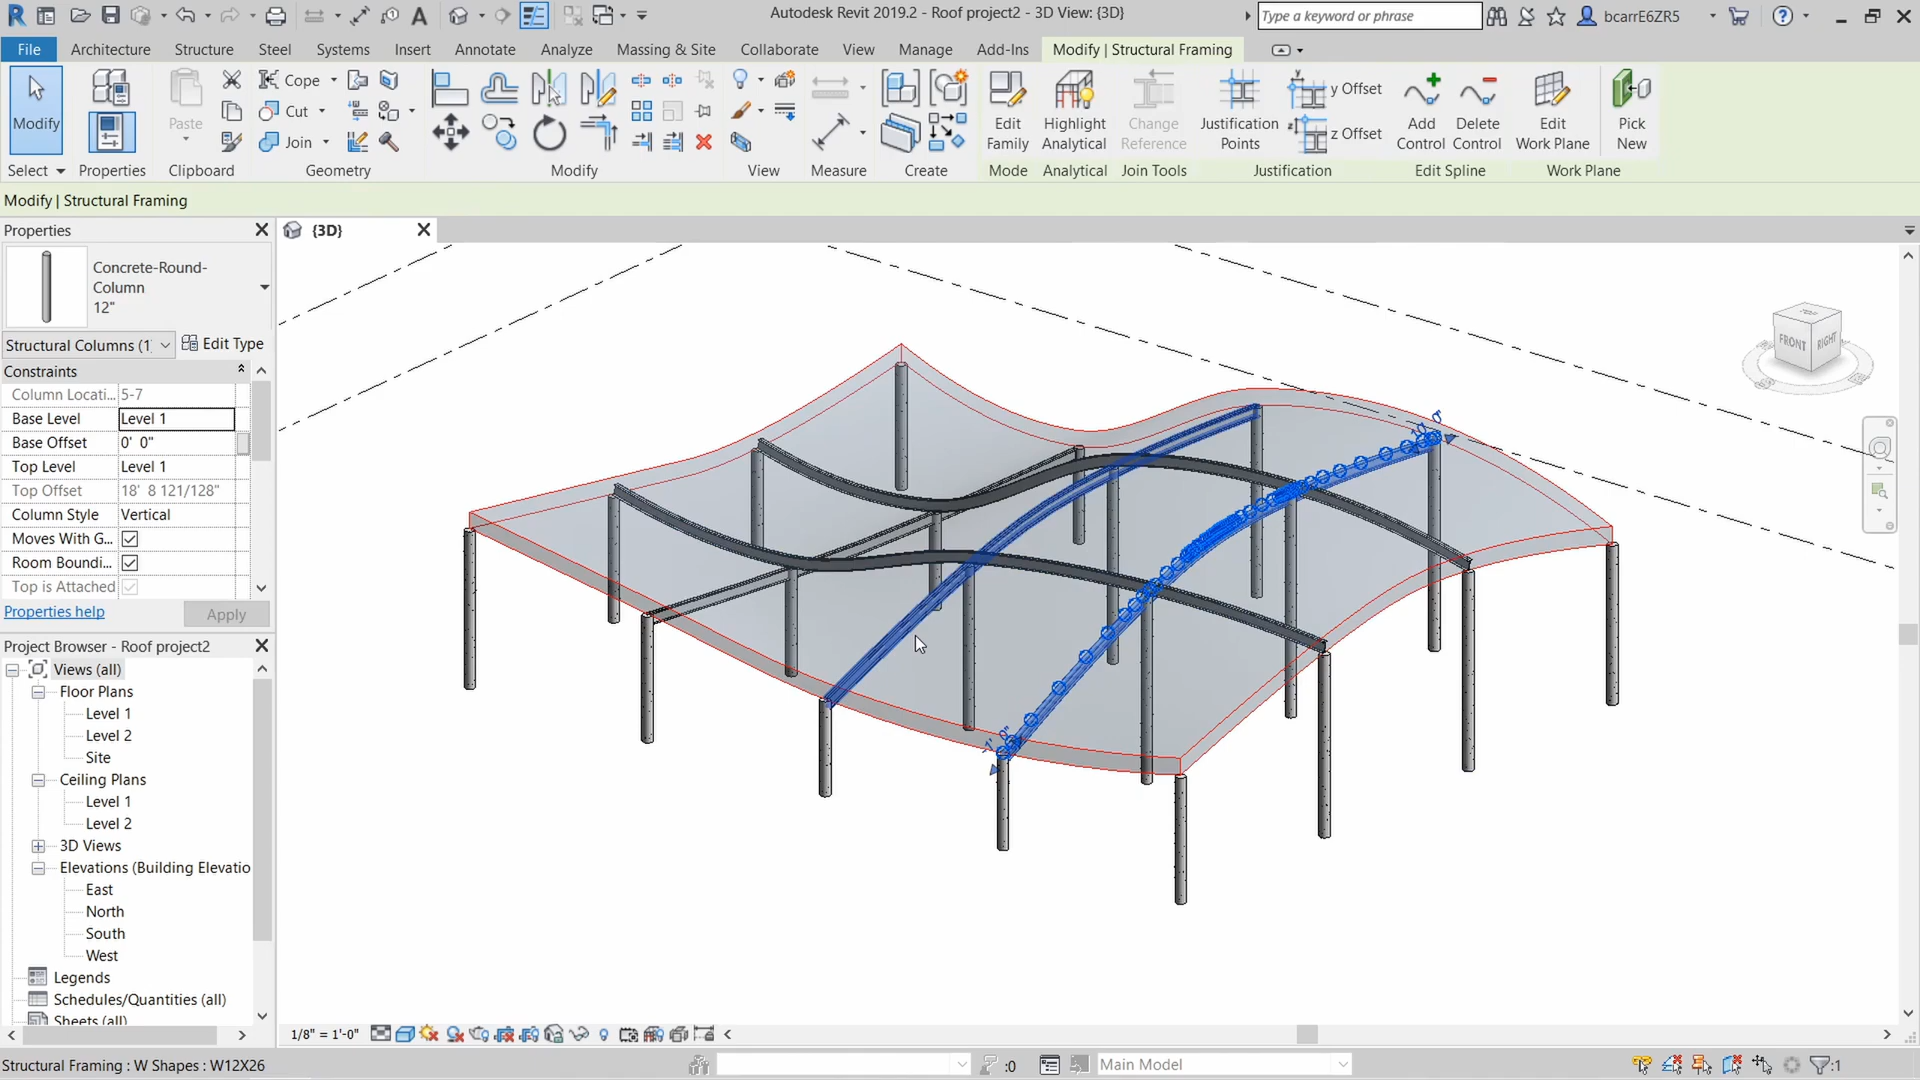 Autodesk Revit 2019.2 - Roof project2 - 3D View: {3D}
Type a keyword or phrase
bcarrE6ZR5
File Architecture Structure Steel Systems Insert Annotate Analyze Massing & Site Collaborate View Manage Add-Ins Modify | Structural Framing
Modify
Paste
Cope
Cut
Join
Edit Family
Highlight Analytical
Change Reference
Justification Points
y Offset
z Offset
Add Control
Delete Control
Edit Work Plane
Pick New
Select Properties Clipboard Geometry Modify View Measure Create Mode Analytical Join Tools Justification Edit Spline Work Plane
Modify | Structural Framing
Properties
{3D}
Concrete-Round-
Column
12"
Structural Columns (1
Edit Type
Constraints
Column Locati... 5-7
Base Level Level 1
Base Offset 0' 0"
Top Level Level 1
Top Offset 18' 8 121/128"
Column Style Vertical
Moves With G...
Room Boundi...
Top is Attached
Properties help
Apply
Project Browser - Roof project2
Views (all)
Floor Plans
Level 1
Level 2
Site
Ceiling Plans
Level 1
Level 2
3D Views
Elevations (Building Elevatio
East
North
South
West
Legends
Schedules/Quantities (all)
Sheets (all)
TOP
FRONT
RIGHT
1/8" = 1'-0"
Structural Framing : W Shapes : W12X26
:0
Main Model
:1